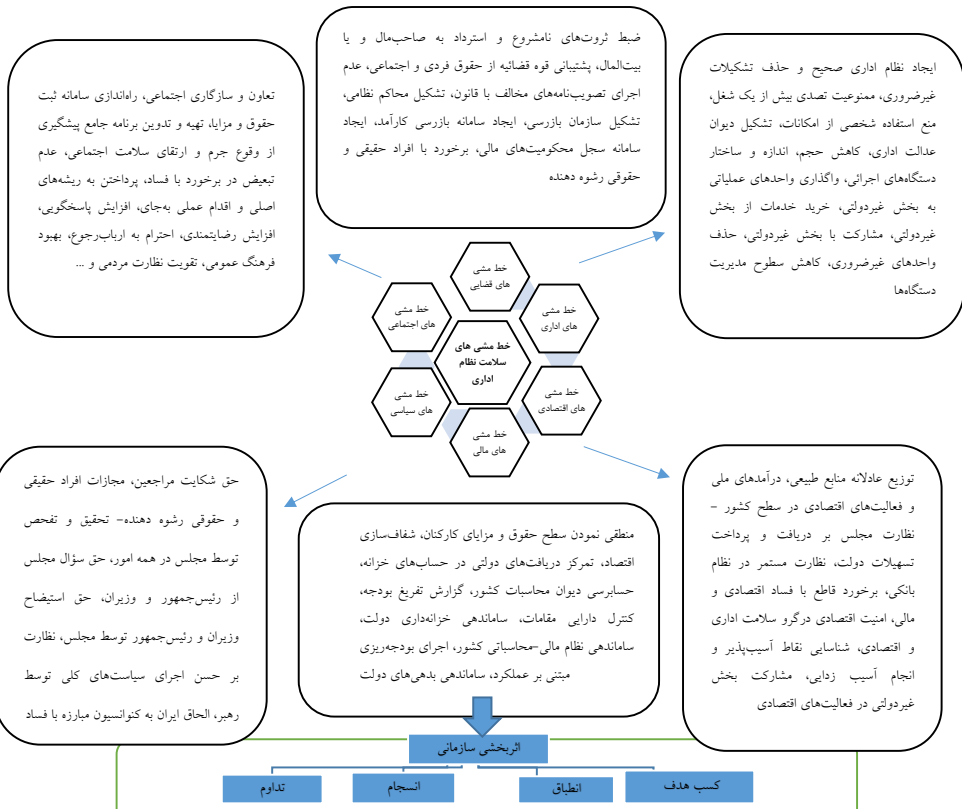 ضبط ثروت‌های نامشروع و استرداد به صاحب‌مال و یا
بیت‌المال، پشتیبانی قوه قضائیه از حقوق فردی و اجتماعی، عدم
اجرای تصویب‌نامه‌های مخالف با قانون، تشکیل محاکم نظامی،
تشکیل سازمان بازرسی، ایجاد سامانه بازرسی کارآمد، ایجاد
سامانه سجل محکومیت‌های مالی، برخورد با افراد حقیقی و
حقوقی رشوه دهنده
ایجاد نظام اداری صحیح و حذف تشکیلات
غیرضروری، ممنوعیت تصدی بیش از یک شغل،
منع استفاده شخصی از امکانات، تشکیل دیوان
عدالت اداری، کاهش حجم، اندازه و ساختار
دستگاه‌های اجرائی، واگذاری واحدهای عملیاتی
به بخش غیردولتی، خرید خدمات از بخش
غیردولتی، مشارکت با بخش غیردولتی، حذف
واحدهای غیرضروری، کاهش سطوح مدیریت
دستگاه‌ها
تعاون و سازگاری اجتماعی، راه‌اندازی سامانه ثبت
حقوق و مزایا، تهیه و تدوین برنامه جامع پیشگیری
از وقوع جرم و ارتقای سلامت اجتماعی، عدم
تبعیض در برخورد با فساد، پرداختن به ریشه‌های
اصلی و اقدام عملی به‌جای، افزایش پاسخگویی،
افزایش رضایتمندی، احترام به ارباب‌رجوع، بهبود
فرهنگ عمومی، تقویت نظارت مردمی و ...
خط مشی
های قضایی
خط مشی
های اداری
خط مشی
های اجتماعی
خط مشی های
سلامت نظام
اداری
خط مشی
های اقتصادی
خط مشی
های سیاسی
خط مشی
های مالی
توزیع عادلانه منابع طبیعی، درآمدهای ملی
و فعالیت‌های اقتصادی در سطح کشور –
نظارت مجلس بر دریافت و پرداخت
تسهیلات دولت، نظارت مستمر در نظام
بانکی، برخورد قاطع با فساد اقتصادی و
مالی، امنیت اقتصادی درگرو سلامت اداری
و اقتصادی، شناسایی نقاط آسیب‌پذیر و
انجام آسیب زدایی، مشارکت بخش
غیردولتی در فعالیت‌های اقتصادی
منطقی نمودن سطح حقوق و مزایای کارکنان، شفاف‌سازی
اقتصاد، تمرکز دریافت‌های دولتی در حساب‌های خزانه،
حسابرسی دیوان محاسبات کشور، گزارش تفریغ بودجه،
کنترل دارایی مقامات، ساماندهی خزانه‌داری دولت،
ساماندهی نظام مالی-محاسباتی کشور، اجرای بودجه‌ریزی
مبتنی بر عملکرد، ساماندهی بدهی‌های دولت
حق شکایت مراجعین، مجازات افراد حقیقی
و حقوقی رشوه دهنده– تحقیق و تفحص
توسط مجلس در همه امور، حق سؤال مجلس
از رئیس‌جمهور و وزیران، حق استیضاح
وزیران و رئیس‌جمهور توسط مجلس، نظارت
بر حسن اجرای سیاست‌های کلی توسط
رهبر، الحاق ایران به کنوانسیون مبارزه با فساد
اثربخشی سازمانی
کسب هدف
انطباق
انسجام
تداوم